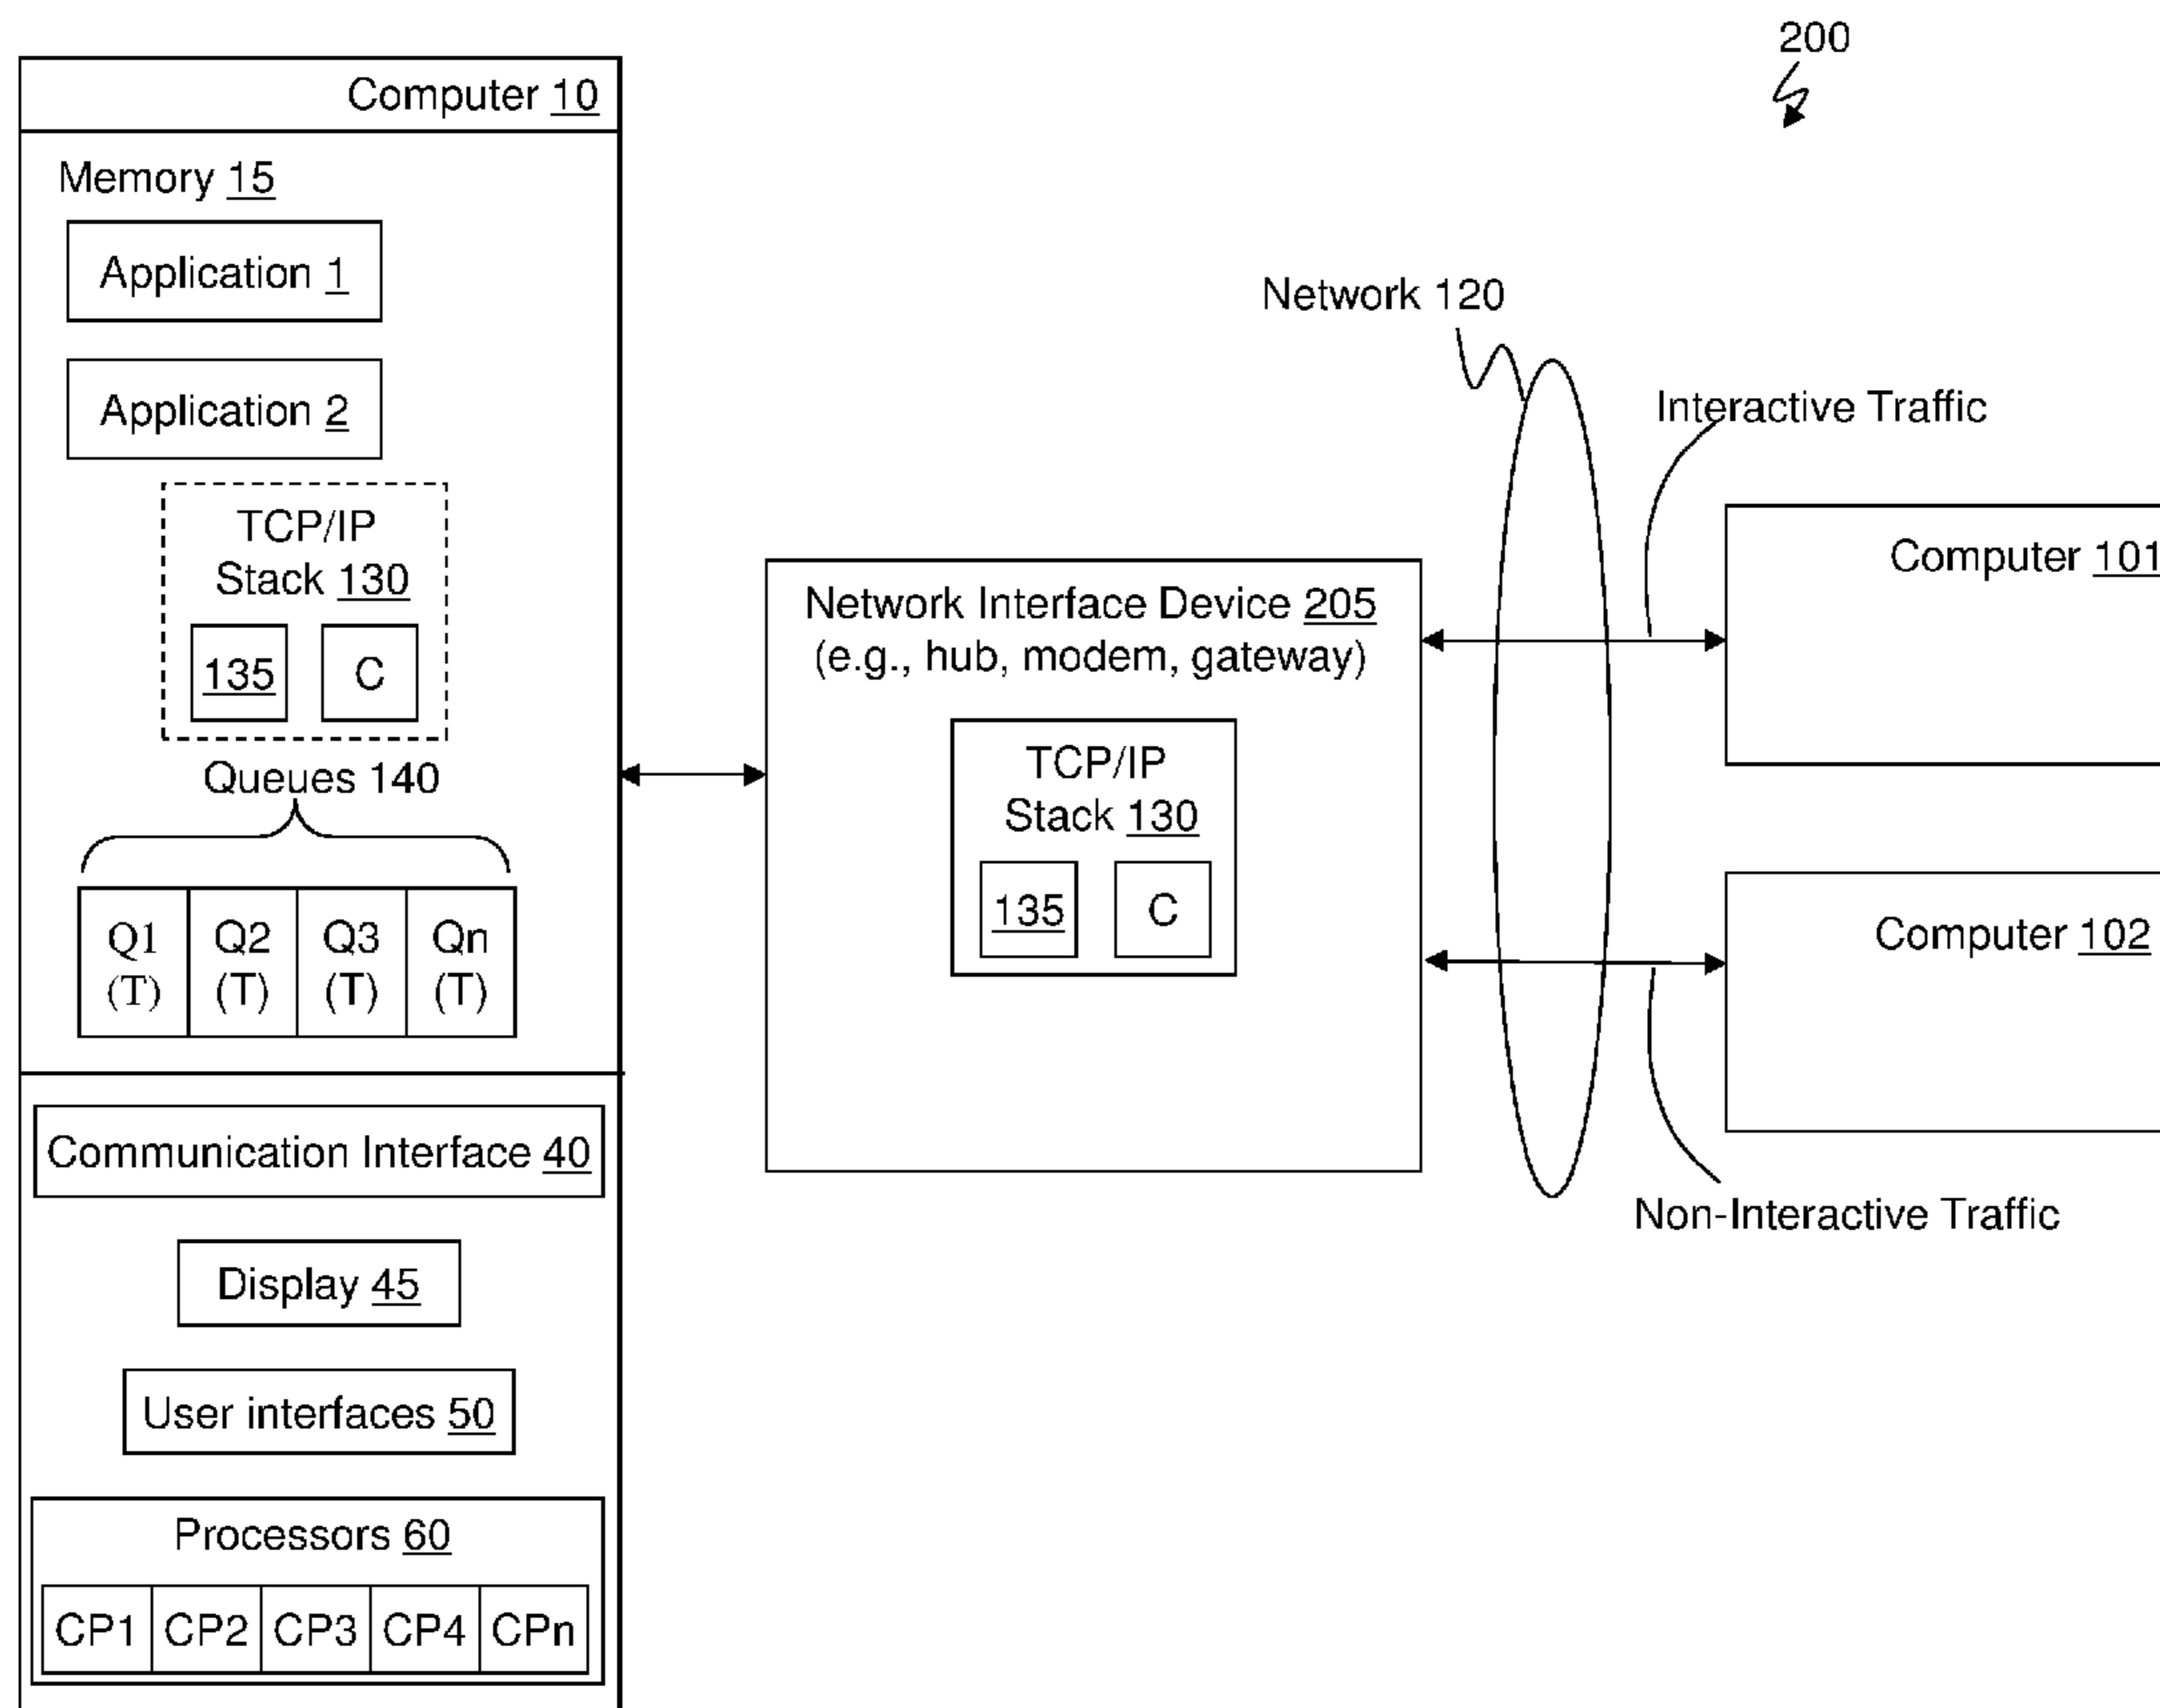 200
Computer 10
Memory 15
Application 1
Application 2
TCP/IP
Stack 130
135
C
Queues 140
Q1
(T)
Q2
(T)
Q3
(T)
Qn
(T)
Communication Interface 40
Display 45
User interfaces 50
Processors 60
CP1
CP2
CP3
CP4
CPn
Network Interface Device 205
(e.g., hub, modem, gateway)
TCP/IP
Stack 130
135
C
Network 120
Interactive Traffic
Computer 101
Computer 102
Non-Interactive Traffic